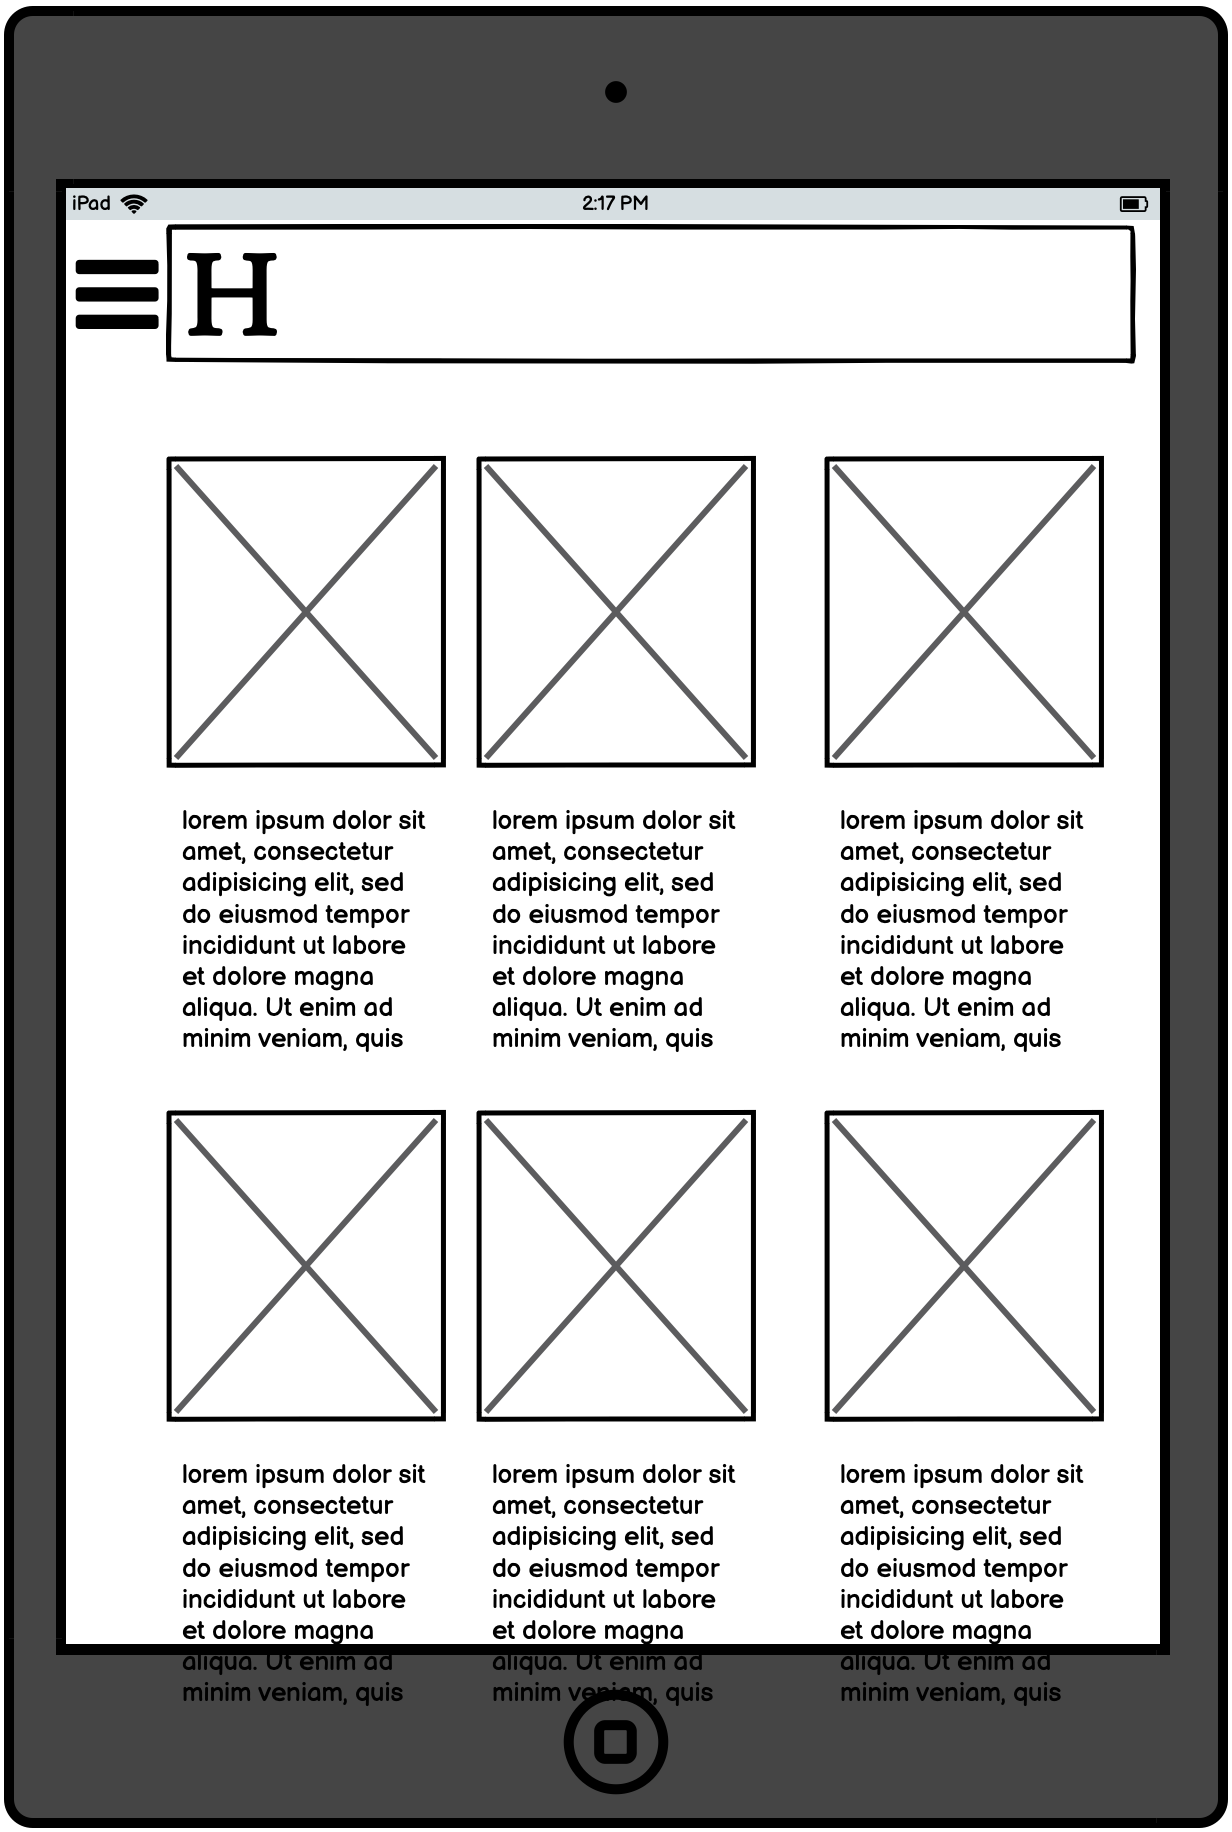 iPad 2:17 PM
H
lorem ipsum dolor sit
amet, consectetur
adipisicing elit, sed
do eiusmod tempor
incididunt ut labore
et dolore magna
aliqua. Ut enim ad
minim veniam, quis
lorem ipsum dolor sit
amet, consectetur
adipisicing elit, sed
do eiusmod tempor
incididunt ut labore
et dolore magna
aliqua. Ut enim ad
minim veniam, quis
lorem ipsum dolor sit
amet, consectetur
adipisicing elit, sed
do eiusmod tempor
incididunt ut labore
et dolore magna
aliqua. Ut enim ad
minim veniam, quis
lorem ipsum dolor sit
amet, consectetur
adipisicing elit, sed
do eiusmod tempor
incididunt ut labore
et dolore magna
aliqua. Ut enim ad
minim veniam, quis
lorem ipsum dolor sit
amet, consectetur
adipisicing elit, sed
do eiusmod tempor
incididunt ut labore
et dolore magna
aliqua. Ut enim ad
minim veniam, quis
lorem ipsum dolor sit
amet, consectetur
adipisicing elit, sed
do eiusmod tempor
incididunt ut labore
et dolore magna
aliqua. Ut enim ad
minim veniam, quis